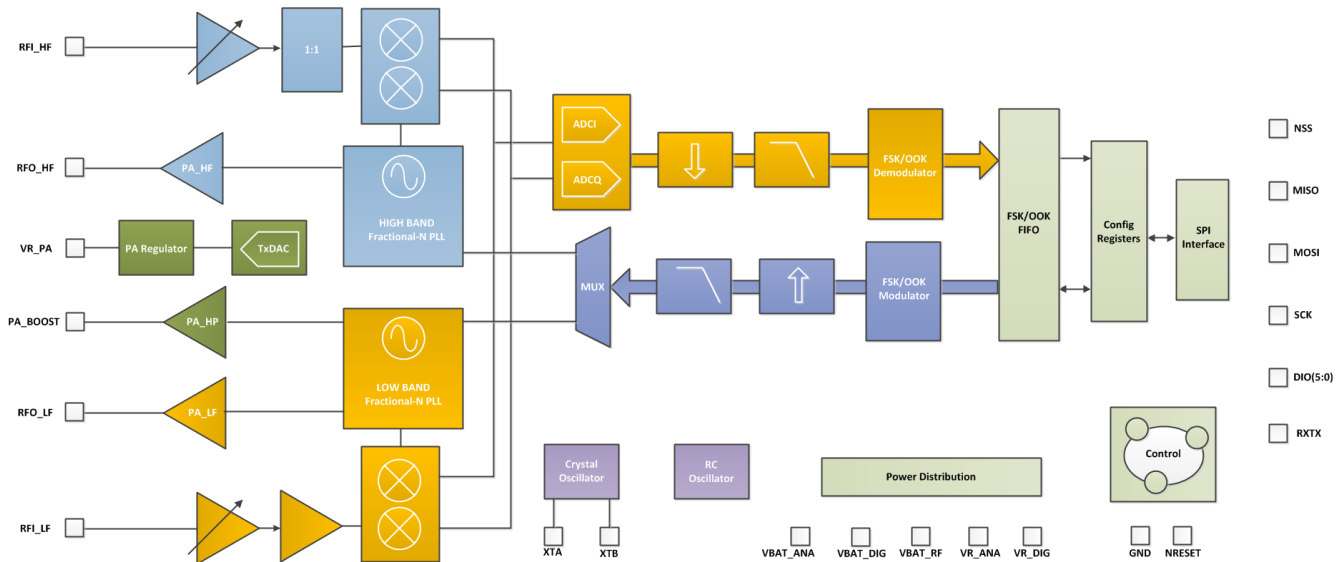 RFI_HF
1:1
RFO_HF
PA_HF
HIGH BAND
Fractional-N PLL
VR_PA
PA Regulator
TxDAC
PA_BOOST
PA_HP
LOW BAND
Fractional-N PLL
RFO_LF
PA_LF
RFI_LF
ADCI
ADCQ
FSK/OOK
Demodulator
MUX
FSK/OOK
Modulator
FSK/OOK
FIFO
Config
Registers
SPI
Interface
NSS
MISO
MOSI
SCK
DIO(5:0)
RXTX
Crystal
Oscillator
RC
Oscillator
Power Distribution
Control
XTA
XTB
VBAT_ANA
VBAT_DIG
VBAT_RF
VR_ANA
VR_DIG
GND
NRESET